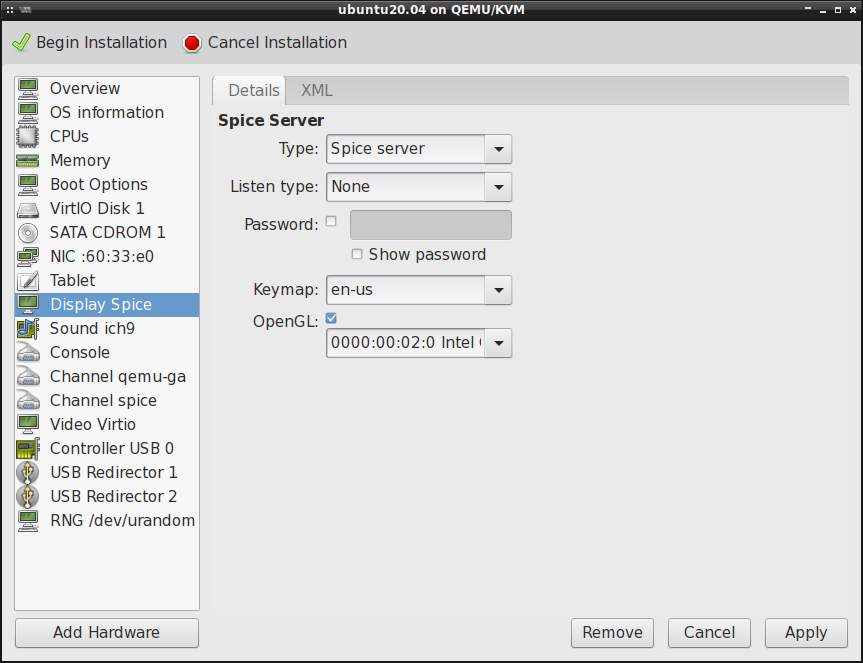 ubuntu20.04 on QEMU/KVM
Begin Installation
Cancel Installation
Overview
OS information
CPUs
Memory
Boot Options
VirtIO Disk 1
SATA CDROM 1
NIC :60:33:e0
Tablet
Display Spice
Sound ich9
Console
Channel qemu-ga
Channel spice
Video Virtio
Controller USB 0
USB Redirector 1
USB Redirector 2
RNG /dev/urandom
Add Hardware
Details XML
Spice Server
Type: Spice server
Listen type: None
Password:
Show password
Keymap: en-us
OpenGL:
0000:00:02:0 Intel
Remove Cancel Apply